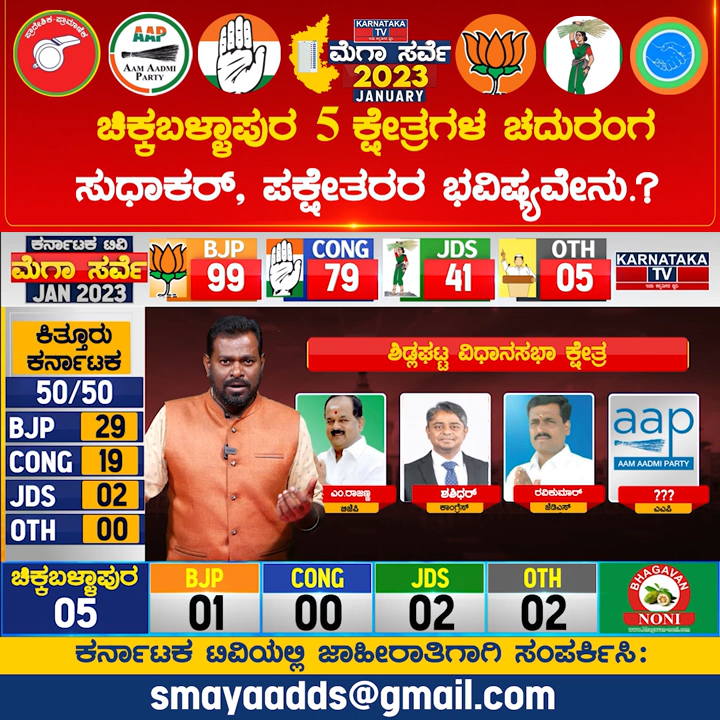 ಪ್ರಾದೇಶಿಕ-ಪ್ರಾಮಾಣಿಕ
AAP
AAM AADMI
PARTY
KARNATAKA
TV
ಮೆಗಾ ಸರ್ವೆ
2023
JANUARY
ಚಿಕ್ಕಬಳ್ಳಾಪುರ 5 ಕ್ಷೇತ್ರಗಳ ಚದುರಂಗ
ಸುಧಾಕರ್, ಪಕ್ಷೇತರರ ಭವಿಷ್ಯವೇನು.?
ಕರ್ನಾಟಕ ಟಿವಿ
ಮೆಗಾ ಸರ್ವೆ
JAN 2023
BJP
99
CONG
79
JDS
41
OTH
05
KARNATAKA
TV
ಕಿತ್ತೂರು
ಕರ್ನಾಟಕ
50/50
BJP 29
CONG 19
JDS 02
OTH 00
ಶಿಡ್ಲಘಟ್ಟ ವಿಧಾನಸಭಾ ಕ್ಷೇತ್ರ
ಎಂ.ರಾಜಣ್ಣ
ಬಿಜೆಪಿ
ಶಶಿಧರ್
ಕಾಂಗ್ರೆಸ್
ರವಿಕುಮಾರ್
ಜೆಡಿಎಸ್
aap
AAM AADMI PARTY
???
ಎಎಪಿ
ಚಿಕ್ಕಬಳ್ಳಾಪುರ
05
BJP
01
CONG
00
JDS
02
OTH
02
BHAGAVAN
NONI
ಕರ್ನಾಟಕ ಟಿವಿಯಲ್ಲಿ ಜಾಹೀರಾತಿಗಾಗಿ ಸಂಪರ್ಕಿಸಿ:
smayaadds@gmail.com